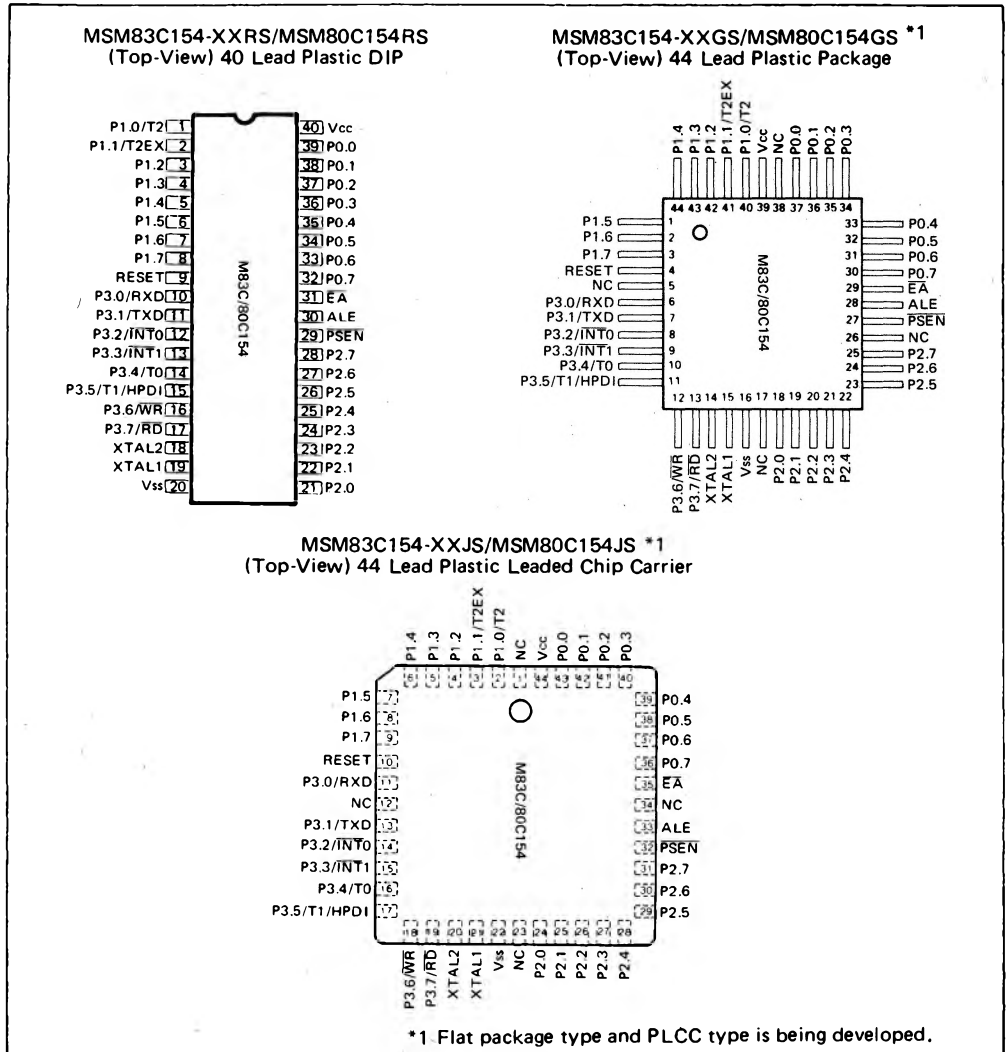 MSM83C154-XXRS/MSM80C154RS
(Top-View) 40 Lead Plastic DIP
P1.0/T2 1
P1.1/T2EX 2
P1.2 3
P1.3 4
P1.4 5
P1.5 6
P1.6 7
P1.7 8
RESET 9
P3.0/RXD 10
P3.1/TXD 11
P3.2/INT0 12
P3.3/INT1 13
P3.4/T0 14
P3.5/T1/HPDI 15
P3.6/WR 16
P3.7/RD 17
XTAL2 18
XTAL1 19
Vss 20
M83C/80C154
40 Vcc
39 P0.0
38 P0.1
37 P0.2
36 P0.3
35 P0.4
34 P0.5
33 P0.6
32 P0.7
31 EA
30 ALE
29 PSEN
28 P2.7
27 P2.6
26 P2.5
25 P2.4
24 P2.3
23 P2.2
22 P2.1
21 P2.0
MSM83C154-XXGS/MSM80C154GS *1
(Top-View) 44 Lead Plastic Package
P1.4 P1.3 P1.2 P1.1/T2EX P1.0/T2 Vcc NC P0.0 P0.1 P0.2 P0.3
44 43 42 41 40 39 38 37 36 35 34
P1.5 1
P1.6 2
P1.7 3
RESET 4
NC 5
P3.0/RXD 6
P3.1/TXD 7
P3.2/INT0 8
P3.3/INT1 9
P3.4/T0 10
P3.5/T1/HPDI 11
M83C/80C154
33 P0.4
32 P0.5
31 P0.6
30 P0.7
29 EA
28 ALE
27 PSEN
26 NC
25 P2.7
24 P2.6
23 P2.5
12 13 14 15 16 17 18 19 20 21 22
P3.6/WR P3.7/RD XTAL2 XTAL1 Vss NC P2.0 P2.1 P2.2 P2.3 P2.4
MSM83C154-XXJS/MSM80C154JS *1
(Top-View) 44 Lead Plastic Leaded Chip Carrier
P1.4 P1.3 P1.2 P1.1/T2EX P1.0/T2 NC Vcc P0.0 P0.1 P0.2 P0.3
6 5 4 3 2 1 44 43 42 41 40
P1.5 7
P1.6 8
P1.7 9
RESET 10
P3.0/RXD 11
NC 12
P3.1/TXD 13
P3.2/INT0 14
P3.3/INT1 15
P3.4/T0 16
P3.5/T1/HPDI 17
M83C/80C154
39 P0.4
38 P0.5
37 P0.6
36 P0.7
35 EA
34 NC
33 ALE
32 PSEN
31 P2.7
30 P2.6
29 P2.5
18 19 20 21 22 23 24 25 26 27 28
P3.6/WR P3.7/RD XTAL2 XTAL1 Vss NC P2.0 P2.1 P2.2 P2.3 P2.4
*1 Flat package type and PLCC type is being developed.